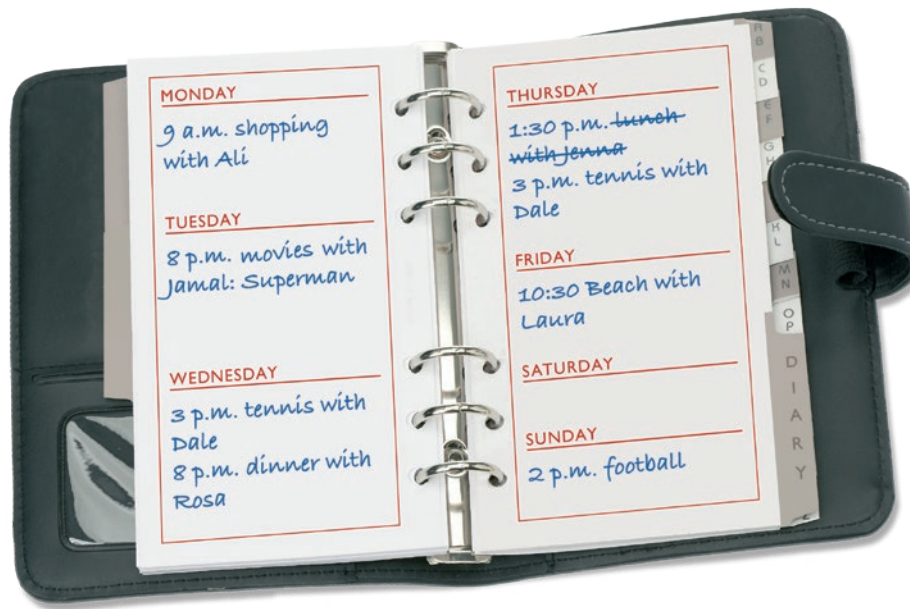 MONDAY
9 a.m. shopping
with Ali
TUESDAY
8 p.m. movies with
Jamal: Superman
WEDNESDAY
3 p.m. tennis with
Dale
8 p.m. dinner with
Rosa
THURSDAY
1:30 p.m. lunch
with Jenna
3 p.m. tennis with
Dale
FRIDAY
10:30 Beach with
Laura
SATURDAY
SUNDAY
2 p.m. football
B
C
D
E
F
G
H
K
L
M
N
O
P
DIARY